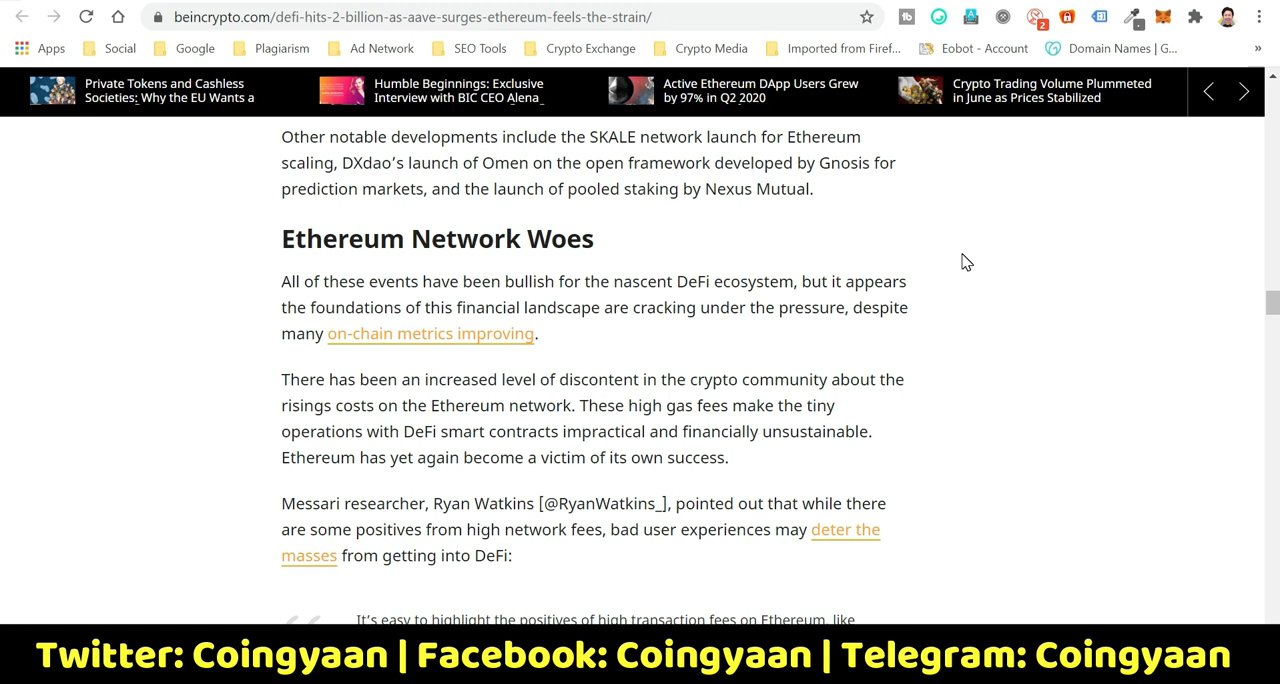 beincrypto.com/defi-hits-2-billion-as-aave-surges-ethereum-feels-the-strain/
2
Apps Social Google Plagiarism Ad Network SEO Tools Crypto Exchange Crypto Media Imported from Firef... Eobot - Account Domain Names | G... »
Private Tokens and Cashless
Societies: Why the EU Wants a
Humble Beginnings: Exclusive
Interview with BIC CEO Alena
Active Ethereum DApp Users Grew
by 97% in Q2 2020
Crypto Trading Volume Plummeted
in June as Prices Stabilized
Other notable developments include the SKALE network launch for Ethereum
scaling, DXdao’s launch of Omen on the open framework developed by Gnosis for
prediction markets, and the launch of pooled staking by Nexus Mutual.
Ethereum Network Woes
All of these events have been bullish for the nascent DeFi ecosystem, but it appears
the foundations of this financial landscape are cracking under the pressure, despite
many on-chain metrics improving.
There has been an increased level of discontent in the crypto community about the
risings costs on the Ethereum network. These high gas fees make the tiny
operations with DeFi smart contracts impractical and financially unsustainable.
Ethereum has yet again become a victim of its own success.
Messari researcher, Ryan Watkins [@RyanWatkins_], pointed out that while there
are some positives from high network fees, bad user experiences may deter the
masses from getting into DeFi:
It’s easy to highlight the positives of high transaction fees on Ethereum, like
Twitter: Coingyaan | Facebook: Coingyaan | Telegram: Coingyaan